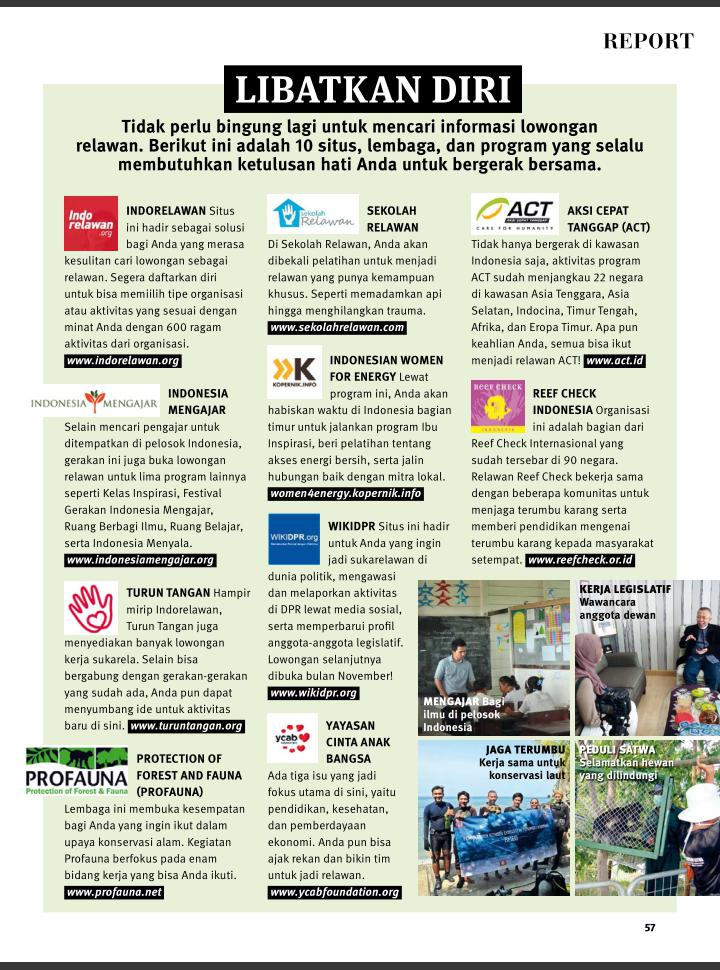 REPORT
LIBATKAN DIRI
Tidak perlu bingung lagi untuk mencari informasi lowongan
relawan. Berikut ini adalah 10 situs, lembaga, dan program yang selalu
membutuhkan ketulusan hati Anda untuk bergerak bersama.
Indo
relawan
.org
INDORELAWAN Situs
ini hadir sebagai solusi
bagi Anda yang merasa
kesulitan cari lowongan sebagai
relawan. Segera daftarkan diri
untuk bisa memiilih tipe organisasi
atau aktivitas yang sesuai dengan
minat Anda dengan 600 ragam
aktivitas dari organisasi.
www.indorelawan.org
INDONESIA MENGAJAR
INDONESIA
MENGAJAR
Selain mencari pengajar untuk
ditempatkan di pelosok Indonesia,
gerakan ini juga buka lowongan
relawan untuk lima program lainnya
seperti Kelas Inspirasi, Festival
Gerakan Indonesia Mengajar,
Ruang Berbagi Ilmu, Ruang Belajar,
serta Indonesia Menyala.
www.indonesiamengajar.org
TURUN TANGAN Hampir
mirip Indorelawan,
Turun Tangan juga
menyediakan banyak lowongan
kerja sukarela. Selain bisa
bergabung dengan gerakan-gerakan
yang sudah ada, Anda pun dapat
menyumbang ide untuk aktivitas
baru di sini. www.turuntangan.org
PROFAUNA
Protection of Forest & Fauna
PROTECTION OF
FOREST AND FAUNA
(PROFAUNA)
Lembaga ini membuka kesempatan
bagi Anda yang ingin ikut dalam
upaya konservasi alam. Kegiatan
Profauna berfokus pada enam
bidang kerja yang bisa Anda ikuti.
www.profauna.net
sekolah
Relawan
SEKOLAH
RELAWAN
Di Sekolah Relawan, Anda akan
dibekali pelatihan untuk menjadi
relawan yang punya kemampuan
khusus. Seperti memadamkan api
hingga menghilangkan trauma.
www.sekolahrelawan.com
KOPERNIK.INFO
INDONESIAN WOMEN
FOR ENERGY Lewat
program ini, Anda akan
habiskan waktu di Indonesia bagian
timur untuk jalankan program Ibu
Inspirasi, beri pelatihan tentang
akses energi bersih, serta jalin
hubungan baik dengan mitra lokal.
women4energy.kopernik.info
WIKIDPR.org
WIKIDPR Situs ini hadir
untuk Anda yang ingin
jadi sukarelawan di
dunia politik, mengawasi
dan melaporkan aktivitas
di DPR lewat media sosial,
serta memperbarui profil
anggota-anggota legislatif.
Lowongan selanjutnya
dibuka bulan November!
www.wikidpr.org
ycab
YAYASAN
CINTA ANAK
BANGSA
Ada tiga isu yang jadi
fokus utama di sini, yaitu
pendidikan, kesehatan,
dan pemberdayaan
ekonomi. Anda pun bisa
ajak rekan dan bikin tim
untuk jadi relawan.
www.ycabfoundation.org
ACT
AKSI CEPAT TANGGAP
CARE FOR HUMANITY
AKSI CEPAT
TANGGAP (ACT)
Tidak hanya bergerak di kawasan
Indonesia saja, aktivitas program
ACT sudah menjangkau 22 negara
di kawasan Asia Tenggara, Asia
Selatan, Indocina, Timur Tengah,
Afrika, dan Eropa Timur. Apa pun
keahlian Anda, semua bisa ikut
menjadi relawan ACT! www.act.id
REEF CHECK
INDONESIA
REEF CHECK
INDONESIA Organisasi
ini adalah bagian dari
Reef Check Internasional yang
sudah tersebar di 90 negara.
Relawan Reef Check bekerja sama
dengan beberapa komunitas untuk
menjaga terumbu karang serta
memberi pendidikan mengenai
terumbu karang kepada masyarakat
setempat. www.reefcheck.or.id
MENGAJAR Bagi
ilmu di pelosok
Indonesia
KERJA LEGISLATIF
Wawancara
anggota dewan
JAGA TERUMBU
Kerja sama untuk
konservasi laut
PEDULI SATWA
Selamatkan hewan
yang dilindungi
57